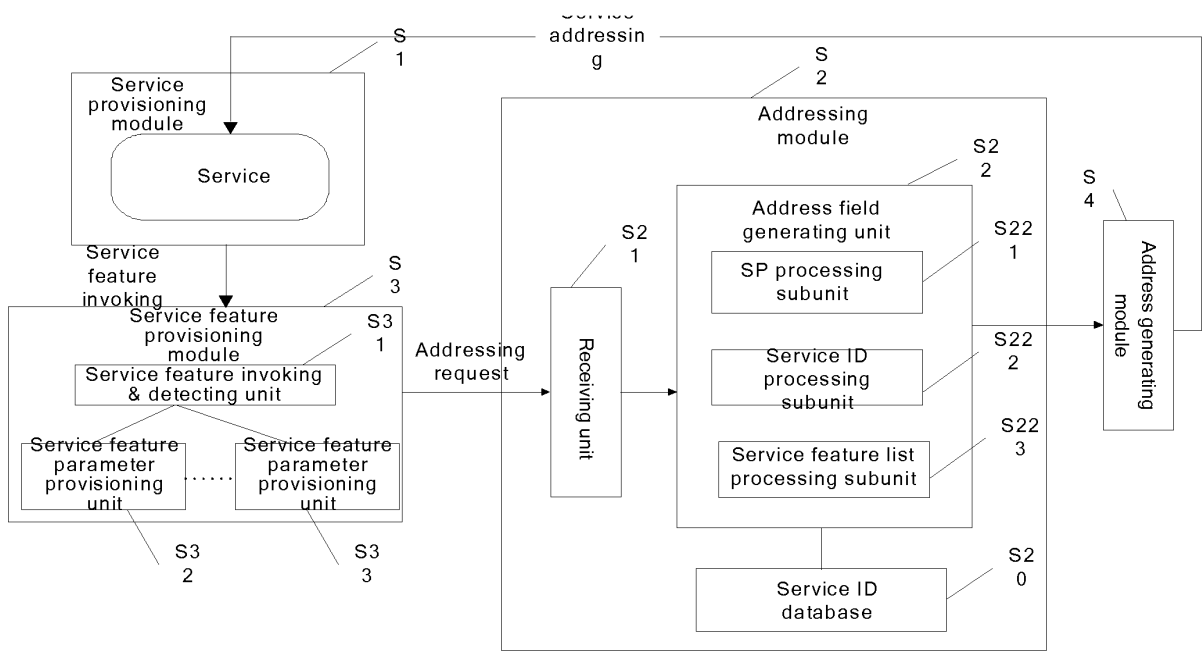 addressin
g
S
1
Service
provisioning
module
Service
S
2
Addressing
module
Service
feature
invoking
S
3
Service feature
provisioning
module
S3
1
Service feature invoking
& detecting unit
Service feature
parameter
provisioning
unit
......
Service feature
parameter
provisioning
unit
S3
2
S3
3
Addressing
request
S2
1
Receiving unit
S2
2
Address field
generating unit
S22
1
SP processing
subunit
S22
2
Service ID
processing
subunit
S22
3
Service feature list
processing subunit
S2
0
Service ID
database
S
4
Address generating
module